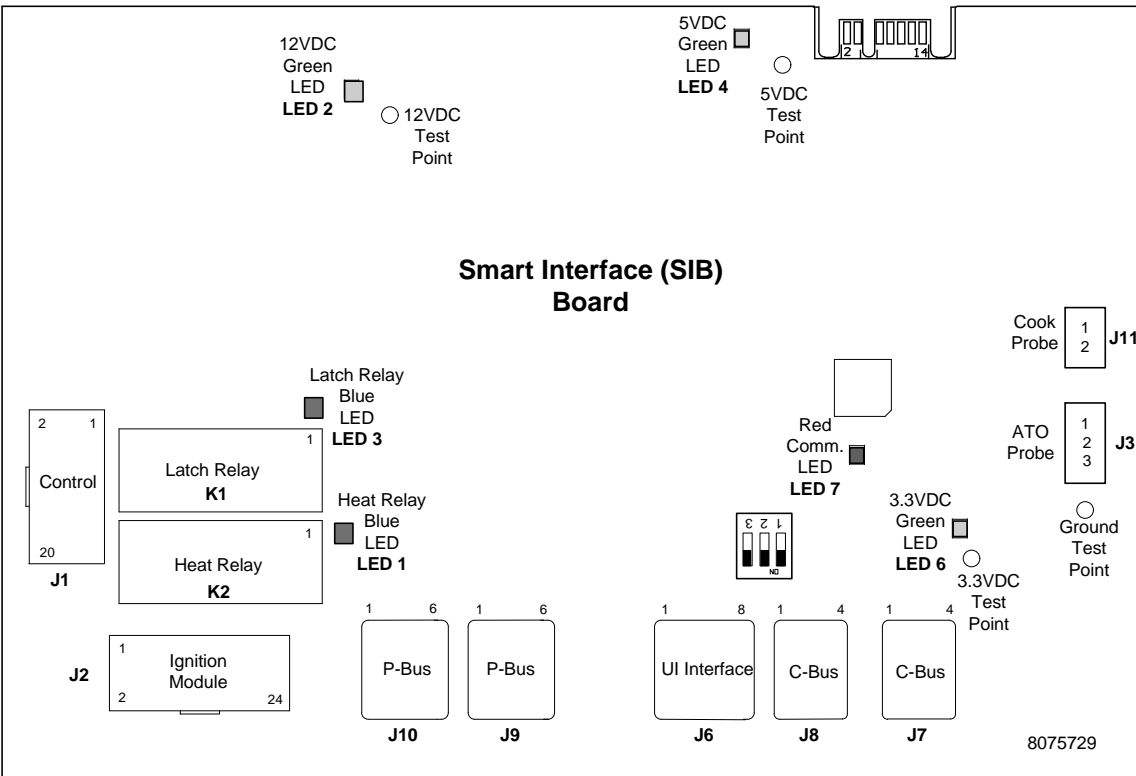 12VDC
Green
LED
LED 2
12VDC
Test
Point
5VDC
Green
LED
LED 4
5VDC
Test
Point
2
14
Smart Interface (SIB)
Board
Cook
Probe
1
2
J11
ATO
Probe
1
2
3
J3
Ground
Test
Point
Latch Relay
Blue
LED
LED 3
2 1
Control
20
J1
1
Latch Relay
K1
Heat Relay
Blue
LED
LED 1
1
Heat Relay
K2
Red
Comm.
LED
LED 7
3 2 1
ON
3.3VDC
Green
LED
LED 6
3.3VDC
Test
Point
J2
1
Ignition
Module
2
24
1 6
P-Bus
J10
1 6
P-Bus
J9
1 8
UI Interface
J6
1 4
C-Bus
J8
1 4
C-Bus
J7
8075729